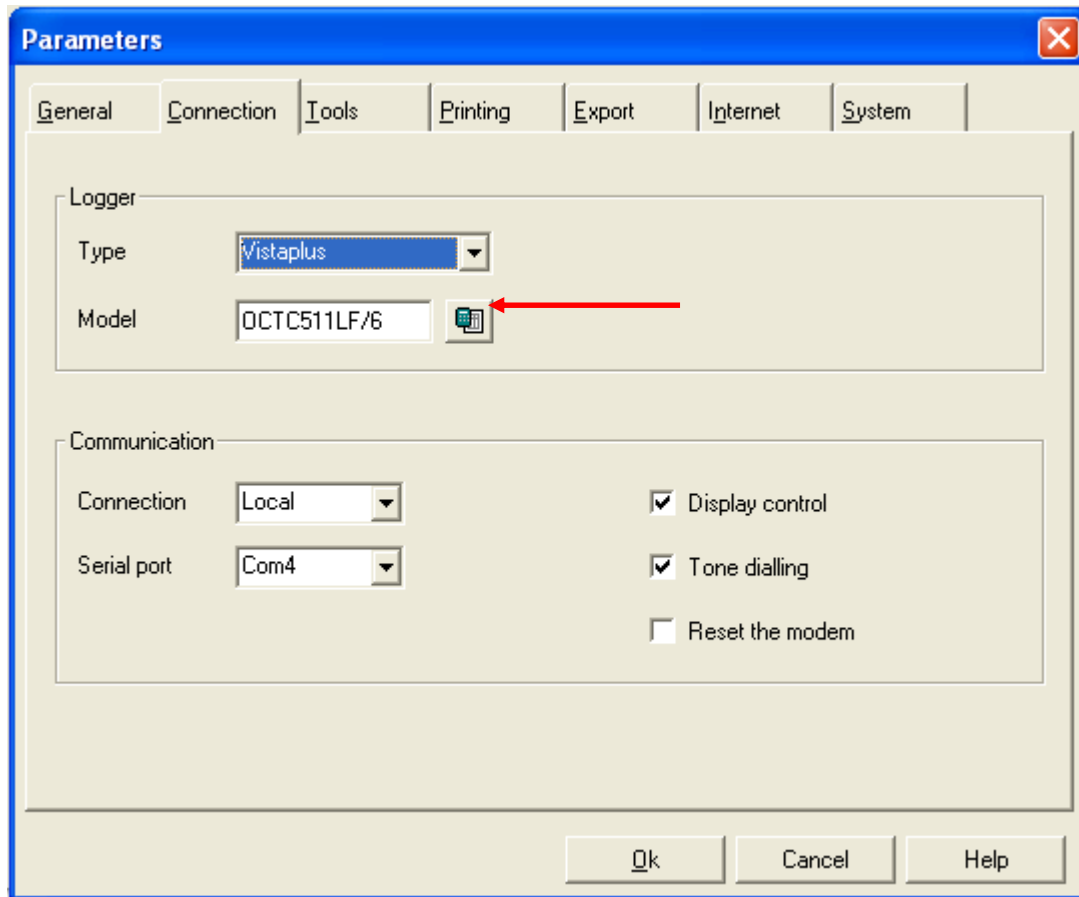 Parameters
General Connection Tools Printing Export Internet System
Logger
Type Vistaplus
Model OCTC511LF/6
Communication
Connection Local Display control
Serial port Com4 Tone dialling
Reset the modem
Ok Cancel Help